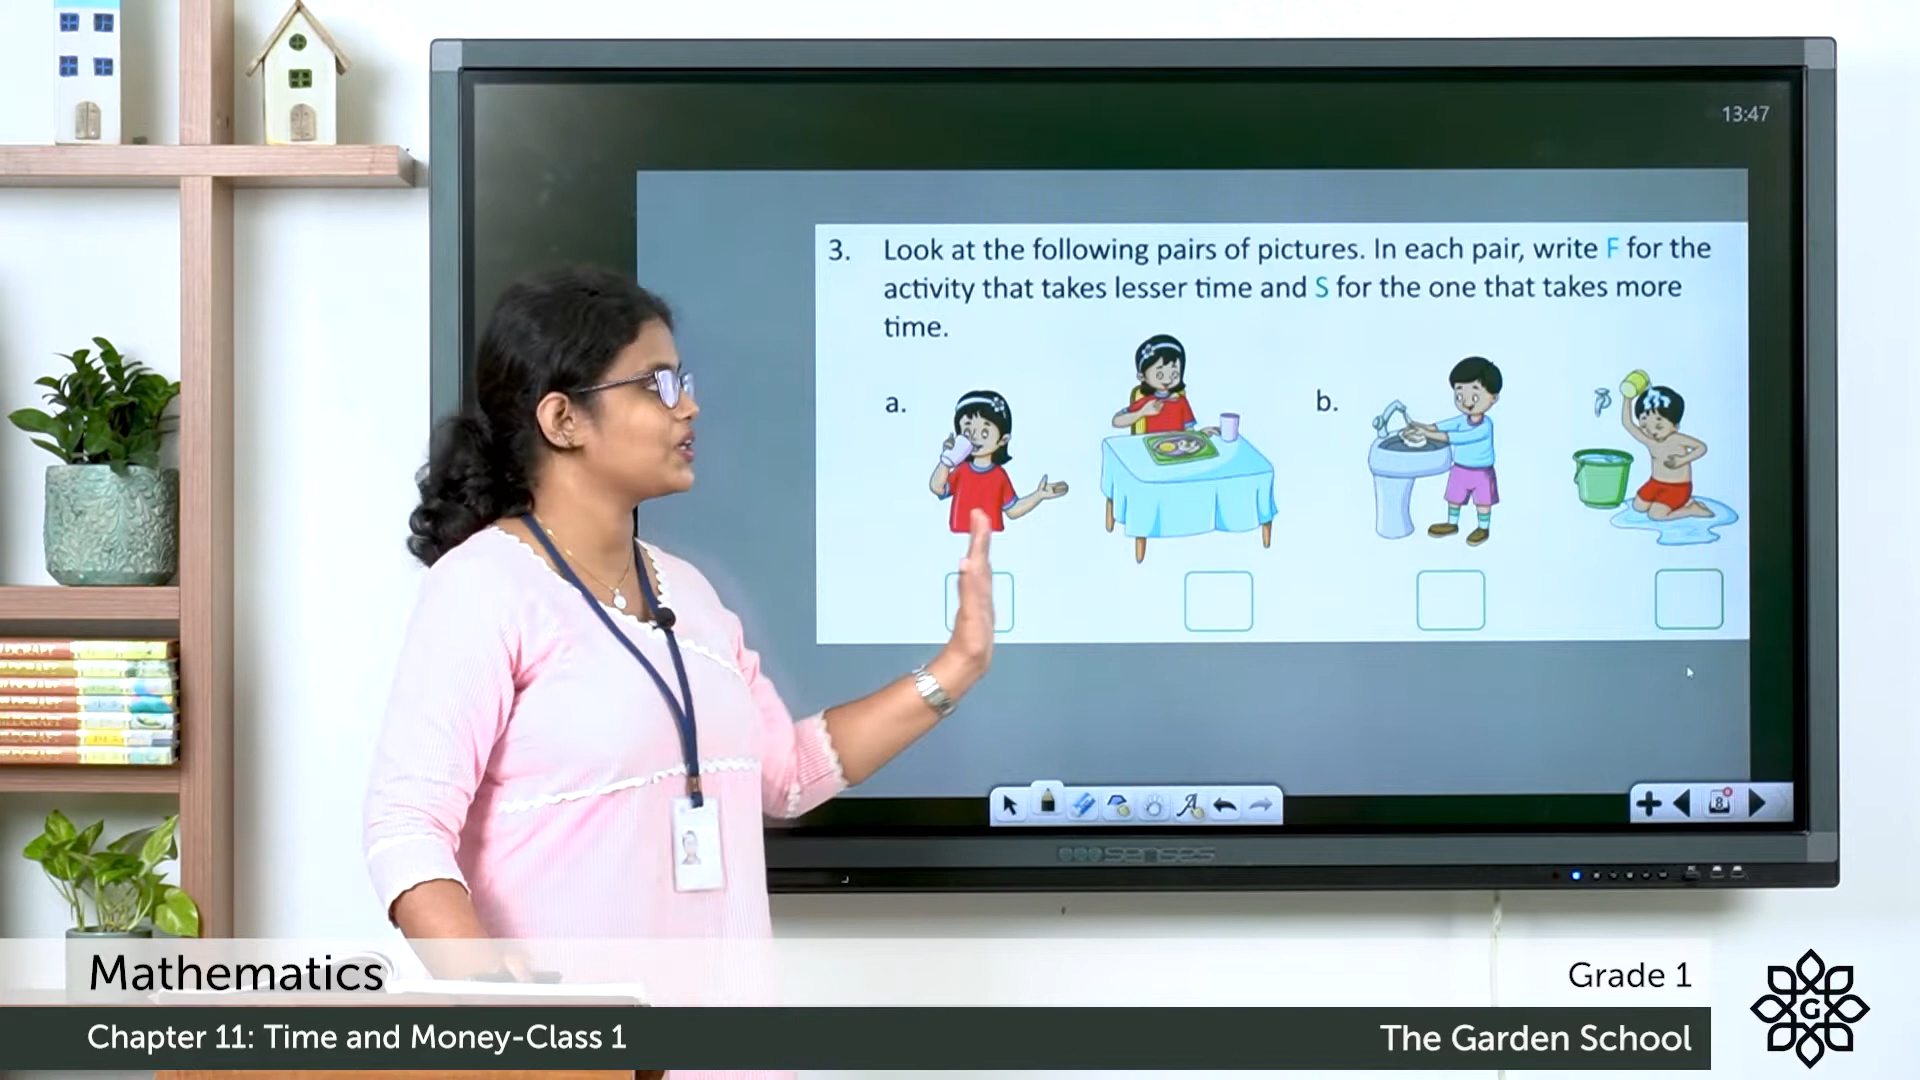 13:47
3. Look at the following pairs of pictures. In each pair, write F for the
activity that takes lesser time and S for the one that takes more
time.
a.
b.
8
senses
Mathematics
Grade 1
Chapter 11: Time and Money-Class 1
The Garden School
G